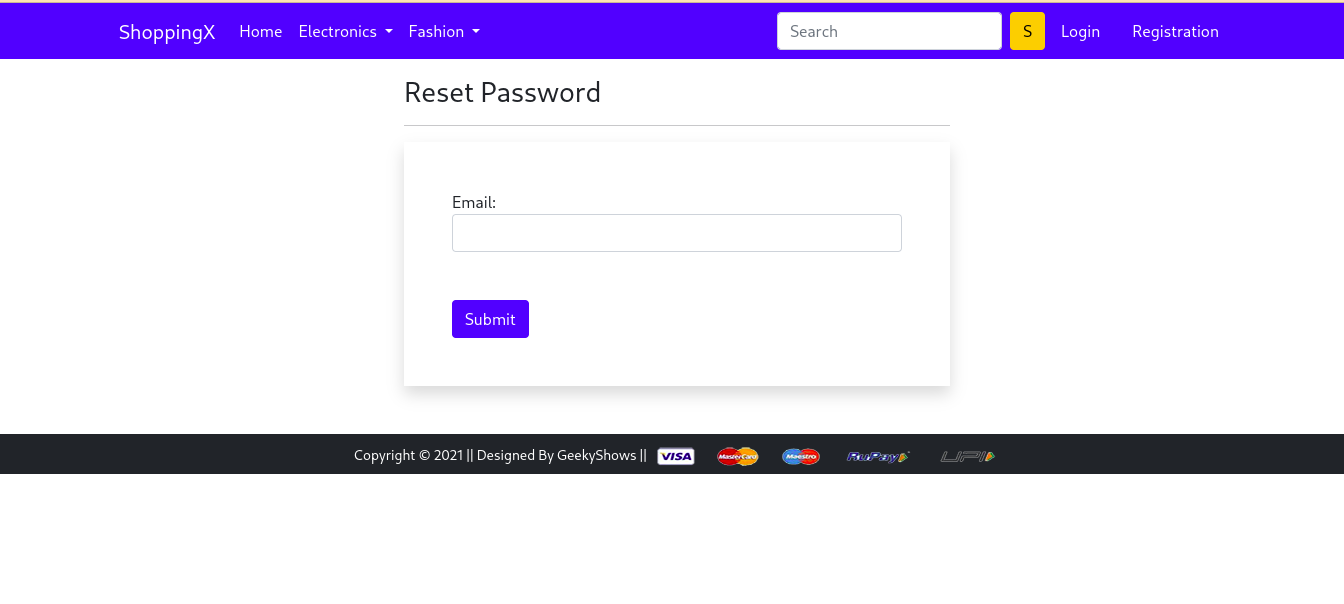 ShoppingX Home Electronics Fashion Search S Login Registration
Reset Password
Email:
Submit
Copyright © 2021 || Designed By GeekyShows || VISA MasterCard Maestro RuPay UPI